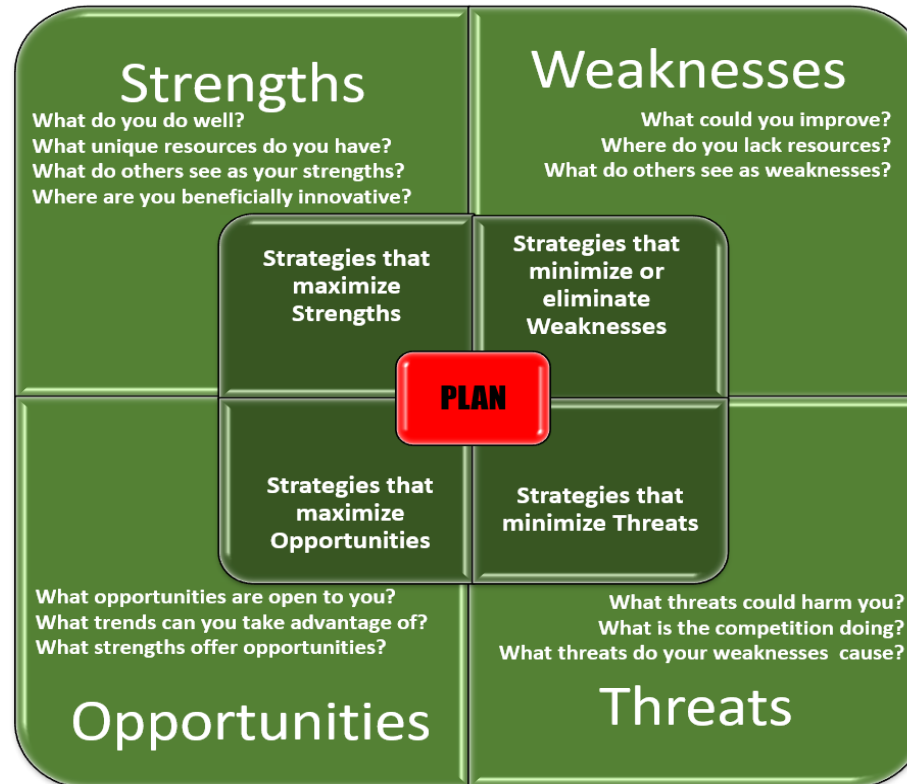 Strengths
What do you do well?
What unique resources do you have?
What do others see as your strengths?
Where are you beneficially innovative?
Weaknesses
What could you improve?
Where do you lack resources?
What do others see as weaknesses?
Strategies that
maximize
Strengths
Strategies that
minimize or
eliminate
Weaknesses
PLAN
Strategies that
maximize
Opportunities
Strategies that
minimize Threats
What opportunities are open to you?
What trends can you take advantage of?
What strengths offer opportunities?
Opportunities
What threats could harm you?
What is the competition doing?
What threats do your weaknesses  cause?
Threats